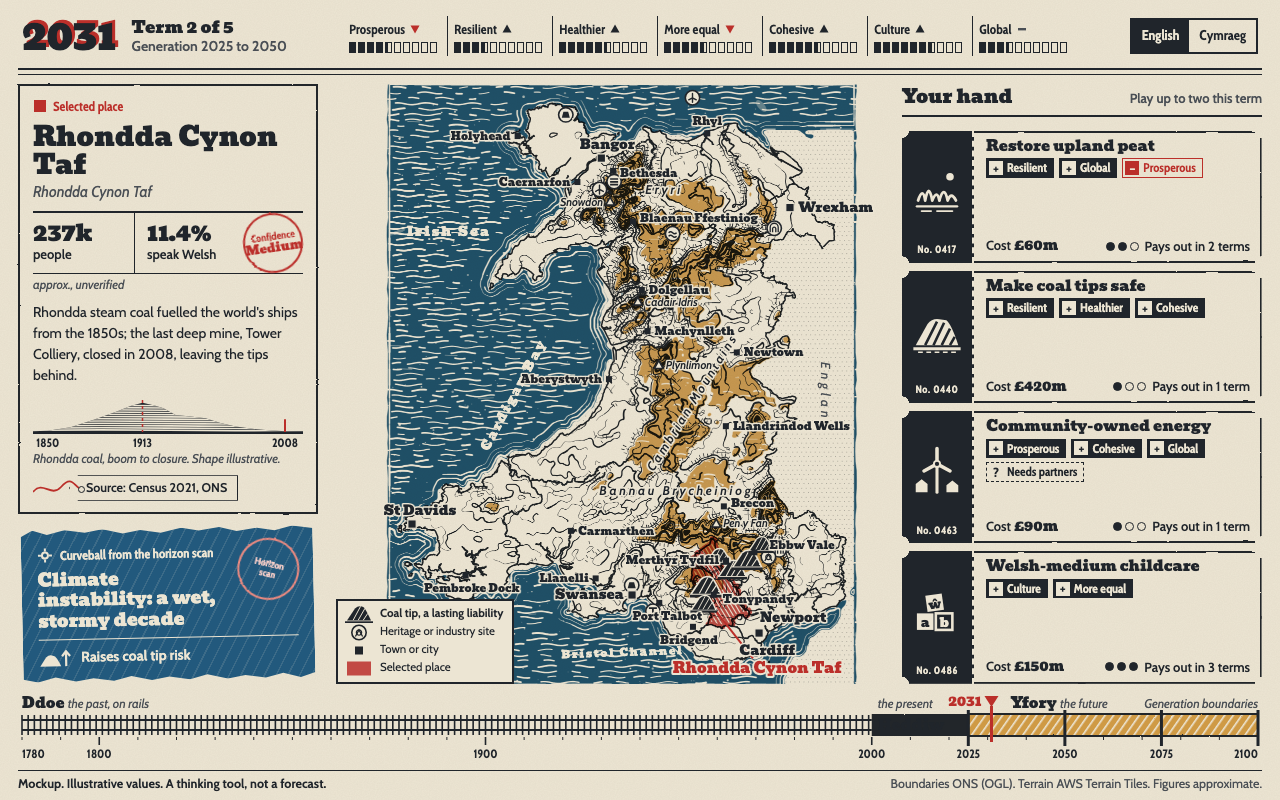 2031
Term 2 of 5
Generation 2025 to 2050
Prosperous
Resilient
Healthier
More equal
Cohesive
Culture
Global
English
Cymraeg
Selected place
Rhondda Cynon
Taf
Rhondda Cynon Taf
237k
people
11.4%
speak Welsh
Confidence
Medium
approx., unverified
Rhondda steam coal fuelled the world's ships
from the 1850s; the last deep mine, Tower
Colliery, closed in 2008, leaving the tips
behind.
1850
1913
2008
Rhondda coal, boom to closure. Shape illustrative.
Source: Census 2021, ONS
Curveball from the horizon scan
Horizon
scan
Climate
instability: a wet,
stormy decade
Raises coal tip risk
Rhyl
Holyhead
Bangor
Bethesda
Caernarfon
Eryri
Snowdon
Wrexham
Blaenau Ffestiniog
Irish Sea
Dolgellau
Cadair Idris
Machynlleth
Newtown
Plynlimon
Aberystwyth
England
Cardigan Bay
Cambrian Mountains
Llandrindod Wells
Bannau Brycheiniog
Brecon
St Davids
Pen y Fan
Carmarthen
Ebbw Vale
Merthyr Tydfil
Llanelli
Pembroke Dock
Swansea
Tonypandy
Port Talbot
Newport
Bridgend
Cardiff
Bristol Channel
Rhondda Cynon Taf
Coal tip, a lasting liability
Heritage or industry site
Town or city
Selected place
Your hand
Play up to two this term
Restore upland peat
+ Resilient + Global − Prosperous
No. 0417
Cost £60m
Pays out in 2 terms
Make coal tips safe
+ Resilient + Healthier + Cohesive
No. 0440
Cost £420m
Pays out in 1 term
Community-owned energy
+ Prosperous + Cohesive + Global
? Needs partners
No. 0463
Cost £90m
Pays out in 1 term
Welsh-medium childcare
+ Culture + More equal
w
a b
No. 0486
Cost £150m
Pays out in 3 terms
Ddoe the past, on rails
the present
2031
Yfory the future
Generation boundaries
1780
1800
1900
2000
2025
2050
2075
2100
Mockup. Illustrative values. A thinking tool, not a forecast.
Boundaries ONS (OGL). Terrain AWS Terrain Tiles. Figures approximate.